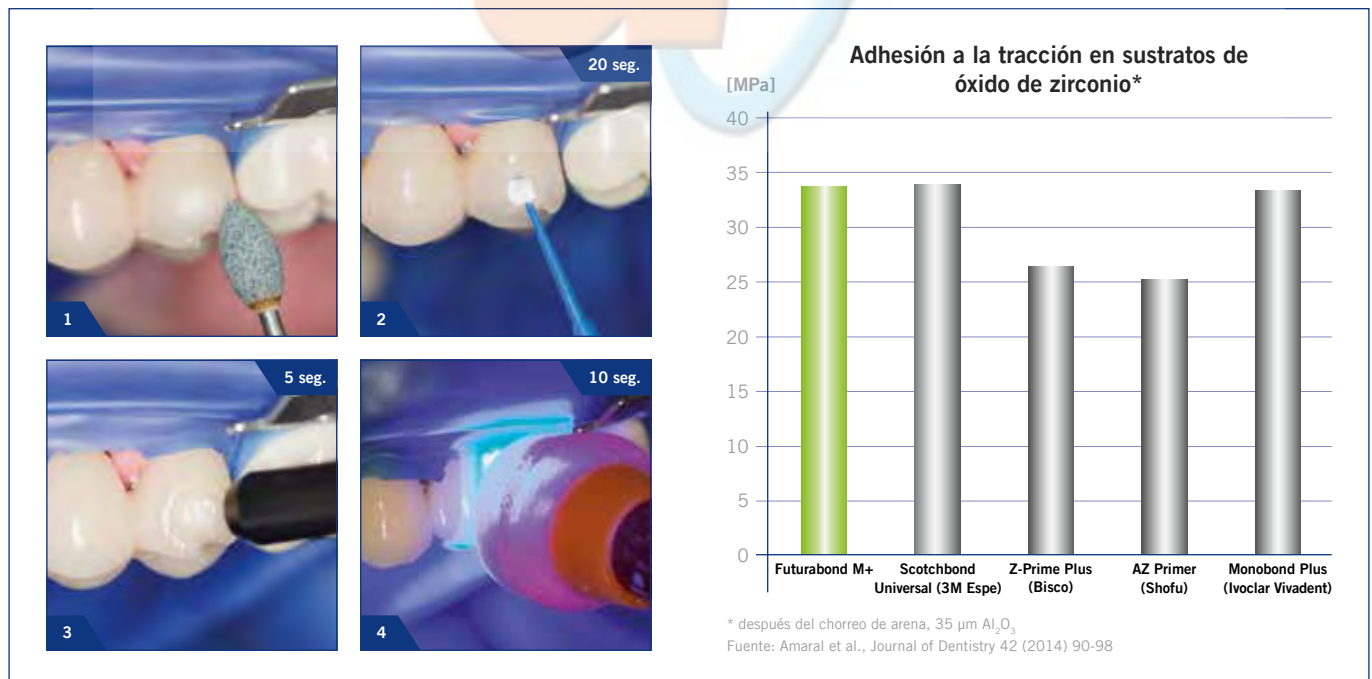 20 seg.
1
2
5 seg.
10 seg.
3
4
Adhesión a la tracción en sustratos de
óxido de zirconio*
[MPa]
40
35
30
25
20
15
10
5
0
Futurabond M+
Scotchbond
Universal (3M Espe)
Z-Prime Plus
(Bisco)
AZ Primer
(Shofu)
Monobond Plus
(Ivoclar Vivadent)
* después del chorreo de arena, 35 µm Al₂O₃
Fuente: Amaral et al., Journal of Dentistry 42 (2014) 90-98